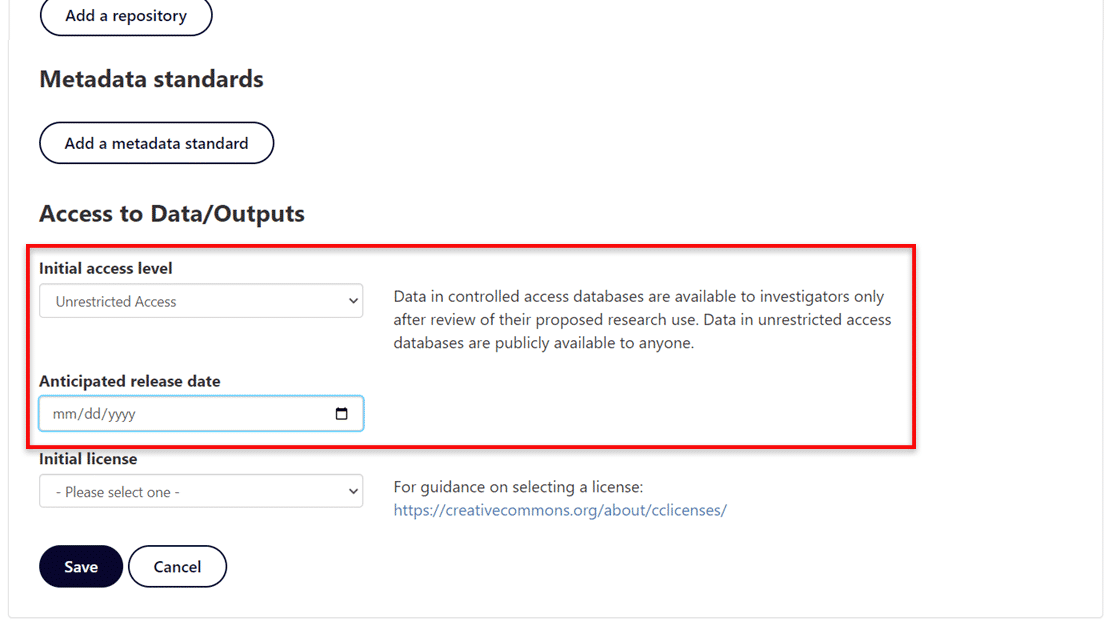 Add a repository
Metadata standards
Add a metadata standard
Access to Data/Outputs
Initial access level
Unrestricted Access
Data in controlled access databases are available to investigators only
after review of their proposed research use. Data in unrestricted access
databases are publicly available to anyone.
Anticipated release date
mm/dd/yyyy
Initial license
- Please select one -
For guidance on selecting a license:
https://creativecommons.org/about/cclicenses/
Save
Cancel